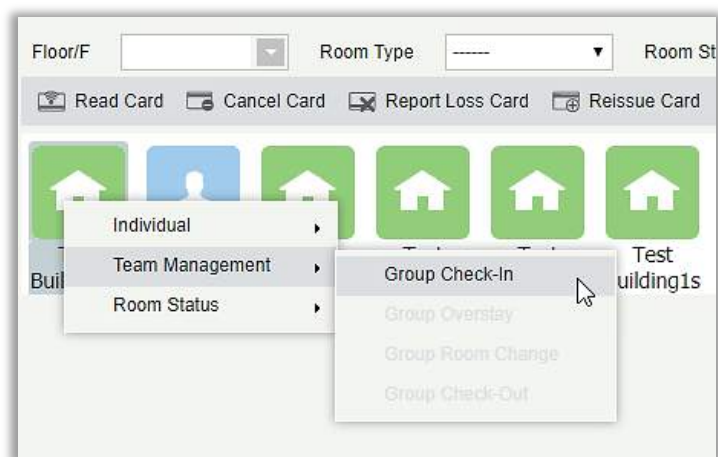 Floor/F Room Type ------ Room St
Read Card Cancel Card Report Loss Card Reissue Card
Individual
Team Management
Room Status
Group Check-In
Group Overstay
Group Room Change
Group Check-Out
Test
uilding1s